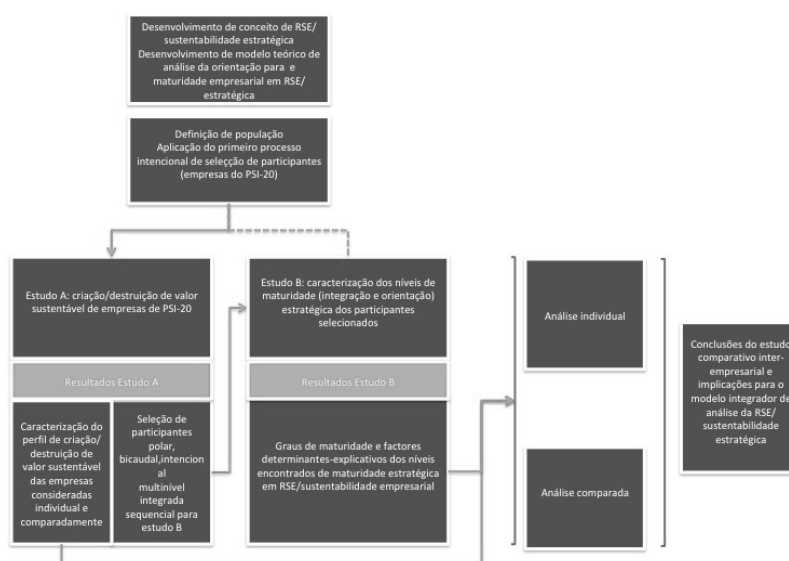 Desenvolvimento de conceito de RSE/
sustentabilidade estratégica
Desenvolvimento de modelo teórico de
análise da orientação para e
maturidade empresarial em RSE/
estratégica
Definição de população
Aplicação do primeiro processo
intencional de selecção de participantes
(empresas do PSI-20)
Estudo A: criação/destruição de valor
sustentável de empresas de PSI-20
Estudo B: caracterização dos níveis de
maturidade (integração e orientação)
estratégica dos participantes
selecionados
Resultados Estudo A
Resultados Estudo B
Caracterização do
perfil de criação/
destruição de
valor sustentável
das empresas
consideradas
individual e
comparadamente
Seleção de
participantes
polar,
bicaudal,intencion
al
multinível
integrada
sequencial para
estudo B
Graus de maturidade e factores
determinantes-explicativos dos níveis
encontrados de maturidade estratégica
em RSE/sustentabilidade empresarial
Análise individual
Análise comparada
Conclusões do estudo
comparativo inter-
empresarial e
implicações para o
modelo integrador de
análise da RSE/
sustentabilidade
estratégica